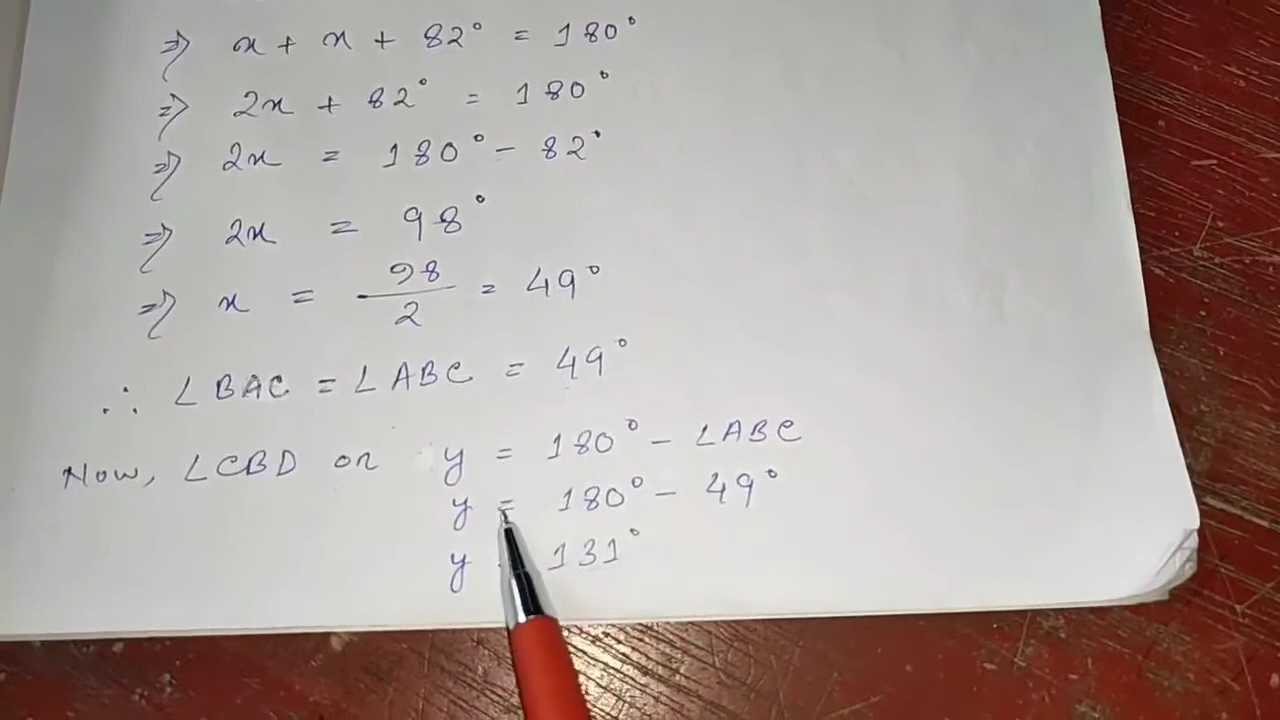 ⇒ x + x + 82° = 180°
⇒ 2x + 82° = 180°
⇒ 2x = 180° - 82°
⇒ 2x = 98°
⇒ x = 98/2 = 49°
∴ ∠BAC = ∠ABC = 49°
Now, ∠CBD or y = 180° - ∠ABC
y = 180° - 49°
y = 131°